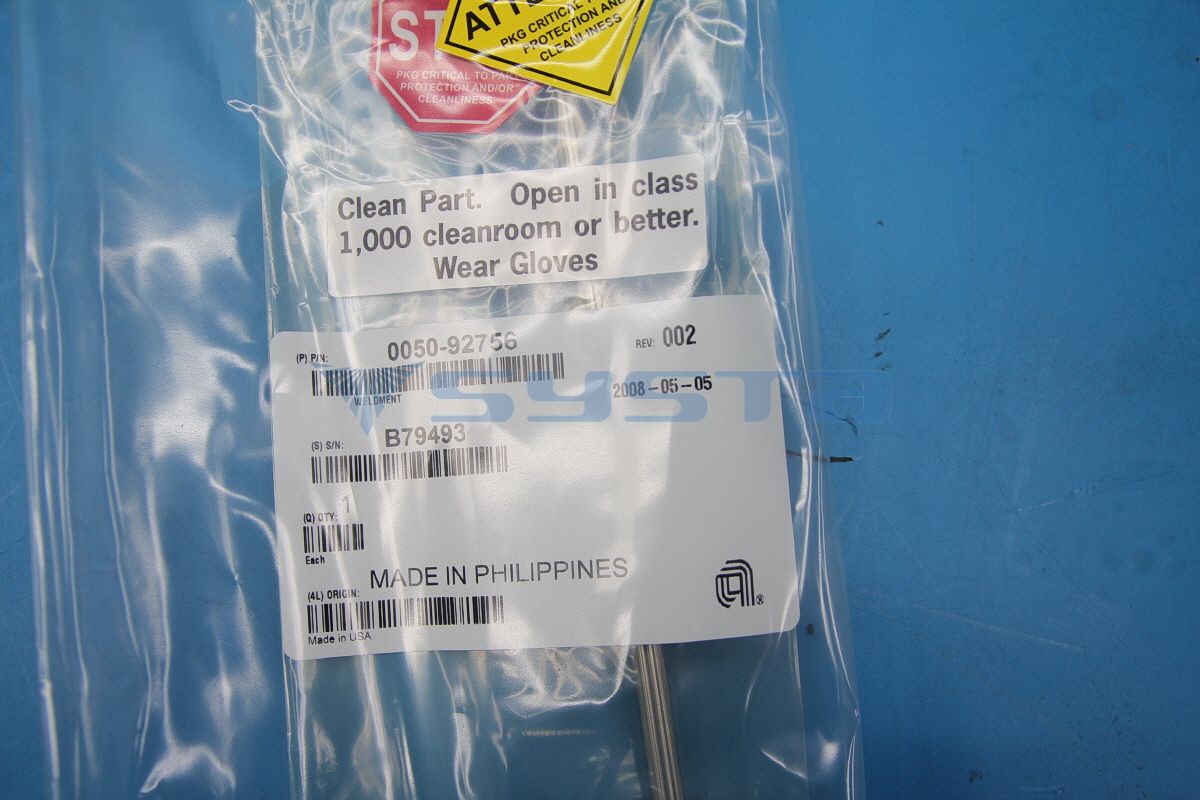 ST
PKG CRITICAL TO PART
PROTECTION AND/OR
CLEANLINESS
PKG CRITICAL TO
PROTECTION AND
CLEANLINESS
Clean Part. Open in class
1,000 cleanroom or better.
Wear Gloves
(P) P/N: 0050-92756 REV: 002
WELDMENT 2008-05-05
SYSTA
(S) S/N: B79493
(Q) QTY: 1
Each
MADE IN PHILIPPINES
(4L) ORIGIN:
Made in USA
®